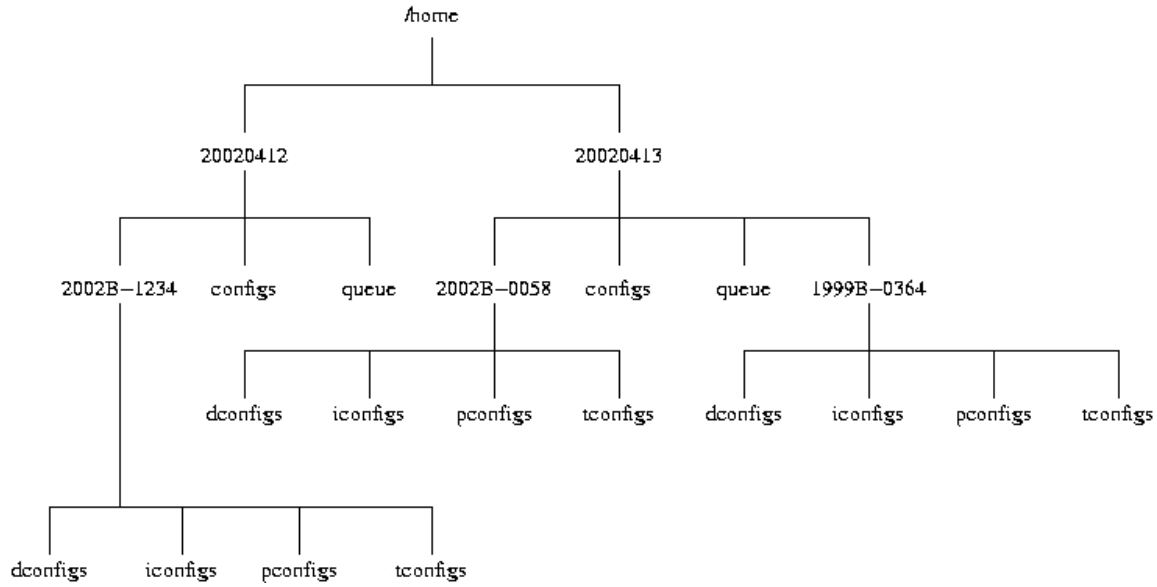 /home
20020412 20020413
2002B-1234 configs queue 2002B-0058 configs queue 1999B-0364
dconfigs iconfigs pconfigs tconfigs dconfigs iconfigs pconfigs tconfigs
dconfigs iconfigs pconfigs tconfigs